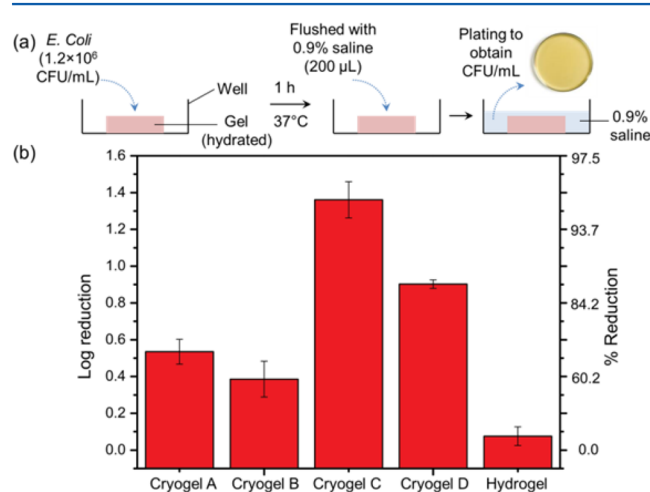 (a)
E. Coli
(1.2×10⁶
CFU/mL)
Well
Gel
(hydrated)
1 h
37°C
Flushed with
0.9% saline
(200 µL)
Plating to
obtain
CFU/mL
0.9%
saline
(b)
Log reduction
1.6
1.4
1.2
1.0
0.8
0.6
0.4
0.2
0.0
97.5
93.7
84.2
60.2
0.0
% Reduction
Cryogel A Cryogel B Cryogel C Cryogel D Hydrogel